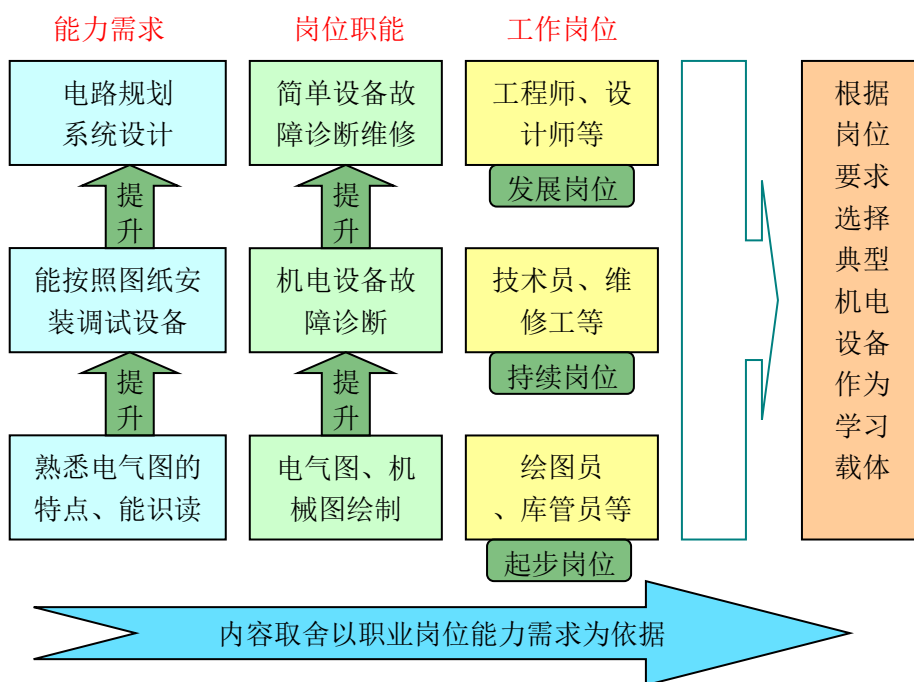 能力需求
岗位职能
工作岗位
电路规划
系统设计
简单设备故
障诊断维修
工程师、设
计师等
发展岗位
提
升
提
升
能按照图纸安
装调试设备
机电设备故
障诊断
技术员、维
修工等
持续岗位
提
升
提
升
熟悉电气图的
特点、能识读
电气图、机
械图绘制
绘图员
、库管员等
起步岗位
根据
岗位
要求
选择
典型
机电
设备
作为
学习
载体
内容取舍以职业岗位能力需求为依据